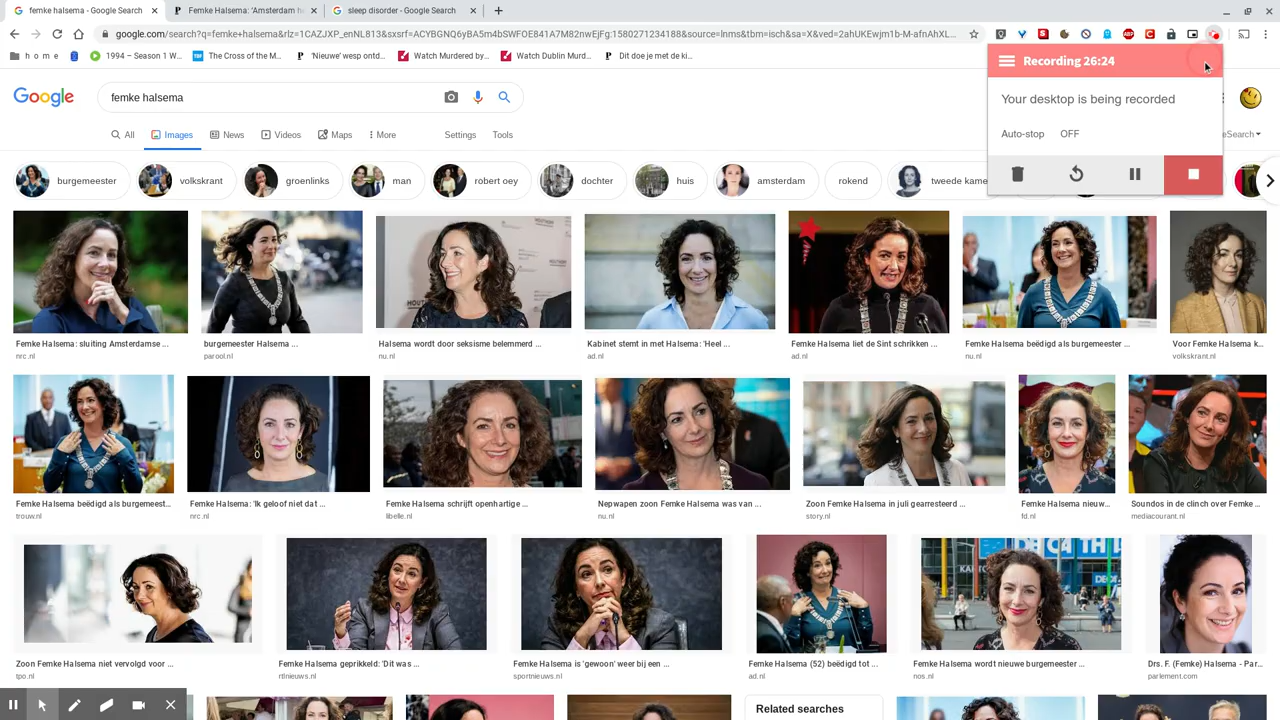 femke halsema - Google Search
Femke Halsema: 'Amsterdam h
sleep disorder - Google Search
google.com/search?q=femke+halsema&rlz=1CAZJXP_enNL813&sxsrf=ACYBGNQ6yBA5m4bSWFOE841A7M82nwEjFg:1580271234188&source=lnms&tbm=isch&sa=X&ved=2ahUKEwjm1b-M-afnAhXL...
h o m e
1994 – Season 1 W...
The Cross of the M...
'Nieuwe' wesp ontd...
Watch Murdered by...
Watch Dublin Murd...
Dit doe je met de ki...
Recording 26:24
Your desktop is being recorded
Auto-stop OFF
Google
femke halsema
All
Images
News
Videos
Maps
More
Settings
Tools
eSearch
burgemeester
volkskrant
groenlinks
man
robert oey
dochter
huis
amsterdam
rokend
tweede kame
Femke Halsema: sluiting Amsterdamse ...
nrc.nl
burgemeester Halsema ...
parool.nl
Halsema wordt door seksisme belemmerd ...
nu.nl
Kabinet stemt in met Halsema: 'Heel ...
ad.nl
Femke Halsema liet de Sint schrikken ...
ad.nl
Femke Halsema beëdigd als burgemeester ...
nu.nl
Voor Femke Halsema k...
volkskrant.nl
Femke Halsema beëdigd als burgemeest...
trouw.nl
Femke Halsema: 'Ik geloof niet dat ...
nrc.nl
Femke Halsema schrijft openhartige ...
libelle.nl
Nepwapen zoon Femke Halsema was van ...
nu.nl
Zoon Femke Halsema in juli gearresteerd ...
story.nl
Femke Halsema nieuw...
fd.nl
Soundos in de clinch over Femke ...
mediacourant.nl
Zoon Femke Halsema niet vervolgd voor ...
tpo.nl
Femke Halsema geprikkeld: 'Dit was ...
rtlnieuws.nl
Femke Halsema is 'gewoon' weer bij een ...
sportnieuws.nl
Femke Halsema (52) beëdigd tot ...
ad.nl
Femke Halsema wordt nieuwe burgemeester ...
nos.nl
Drs. F. (Femke) Halsema - Par...
parlement.com
Related searches